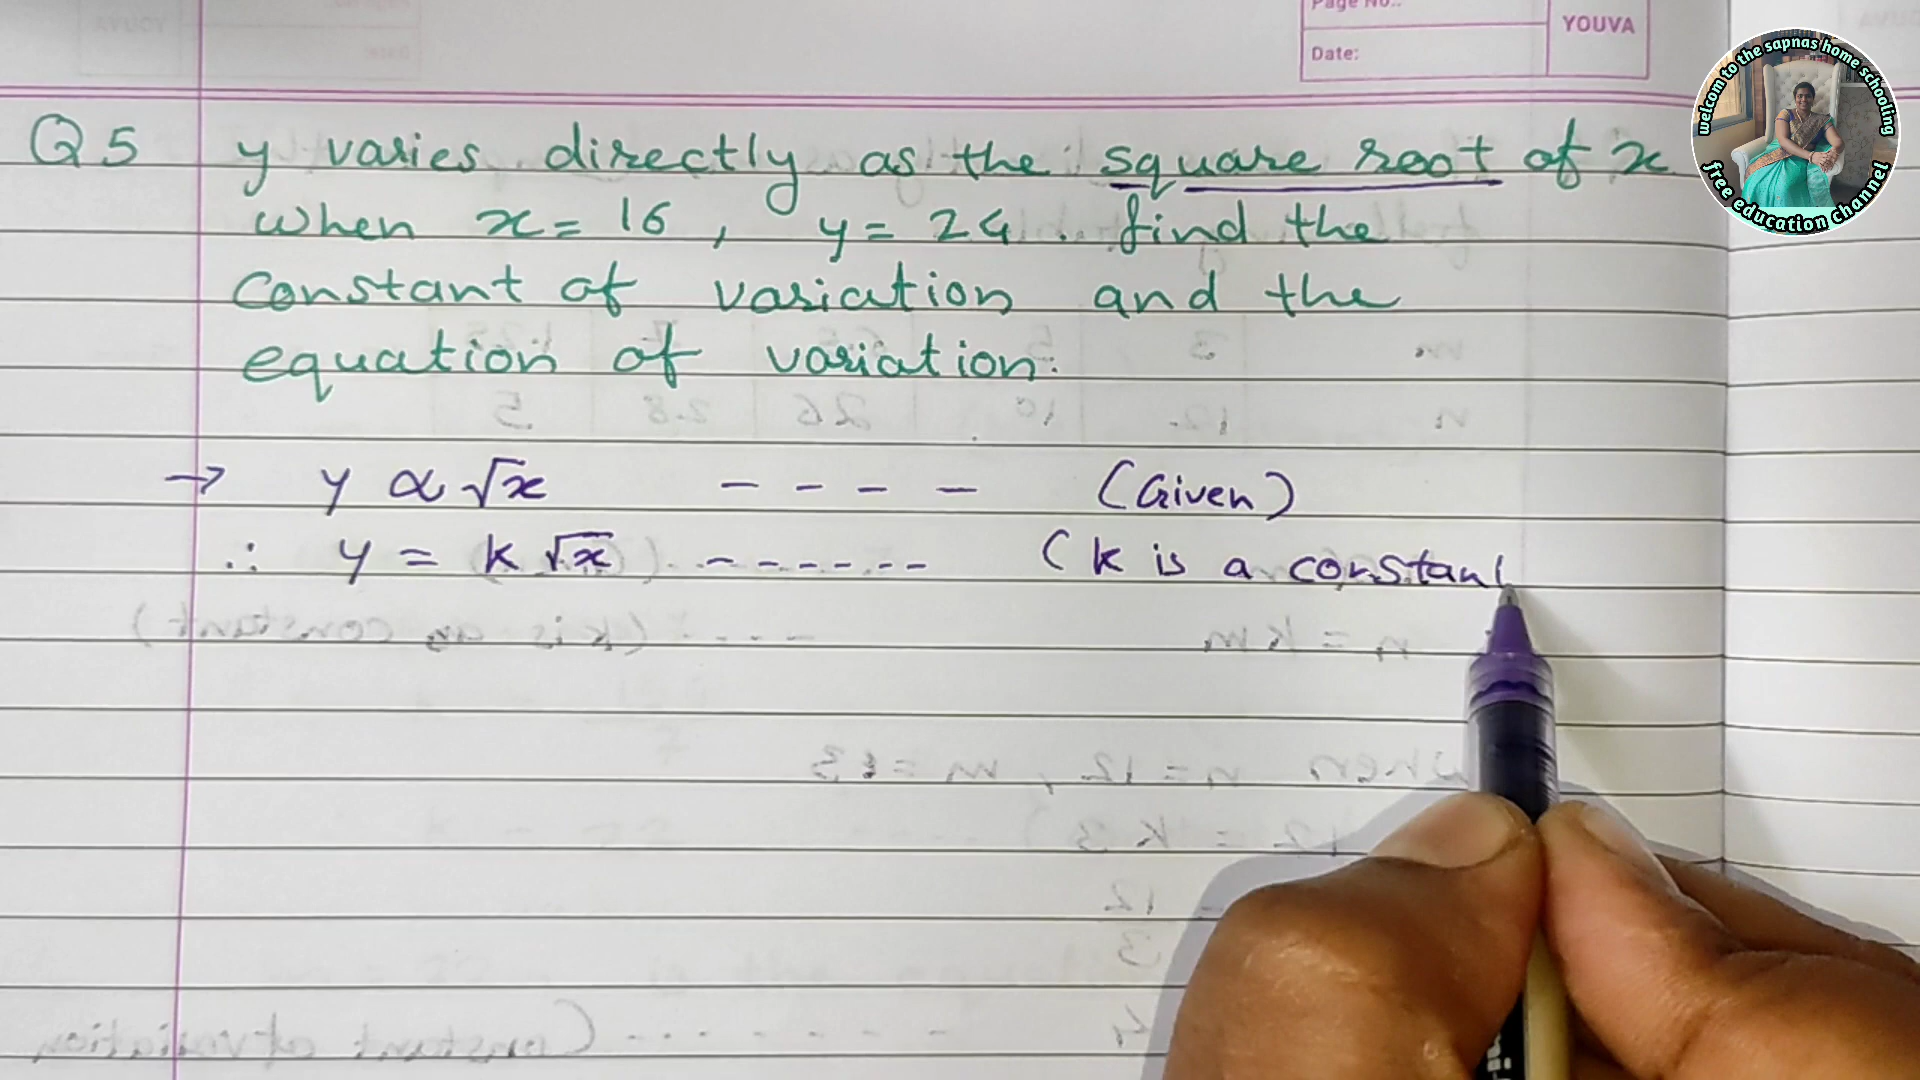 Page No.:
YOUVA
Date:
welcom to the sapnas home schooling
free education channel
Q5 y varies directly as the square root of x
when x = 16 , y = 24 . find the
constant of variation and the
equation of variation.
→ y ∝ √x - - - - (Given)
∴ y = k √x - - - - - - (k is a constant